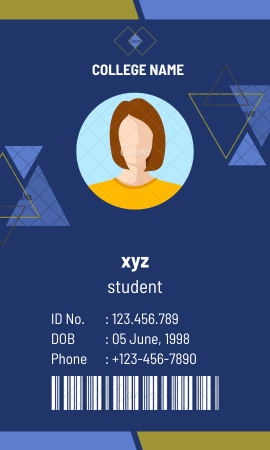 COLLEGE NAME
xyz
student
ID No. : 123.456.789
DOB : 05 June, 1998
Phone : +123-456-7890